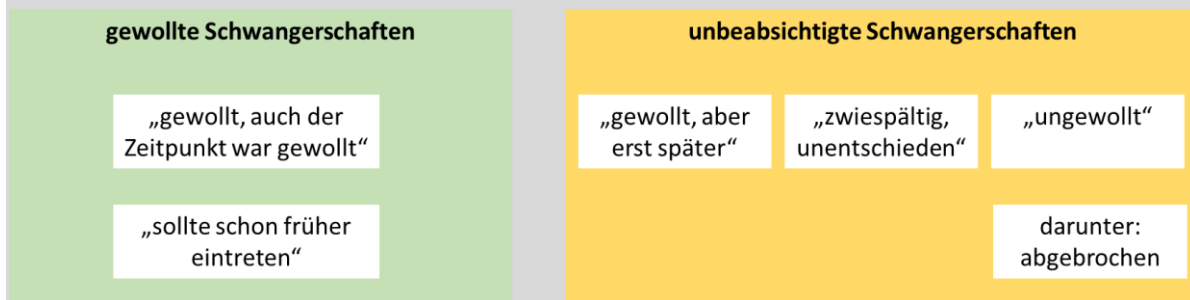 gewollte Schwangerschaften
„gewollt, auch der
Zeitpunkt war gewollt“
„sollte schon früher
eintreten“
unbeabsichtigte Schwangerschaften
„gewollt, aber
erst später“
„zwiespältig,
unentschieden“
„ungewollt“
darunter:
abgebrochen